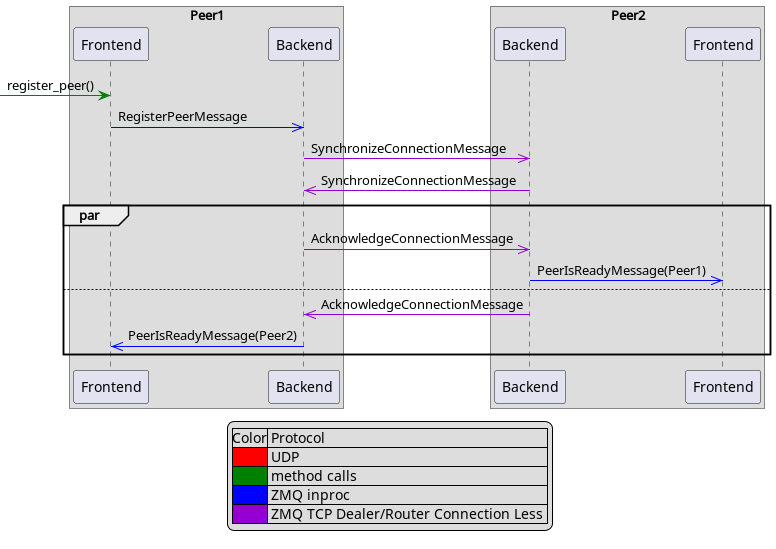 Peer1
Peer2
Frontend
Backend
Backend
Frontend
register_peer()
RegisterPeerMessage
SynchronizeConnectionMessage
SynchronizeConnectionMessage
par
AcknowledgeConnectionMessage
PeerIsReadyMessage(Peer1)
AcknowledgeConnectionMessage
PeerIsReadyMessage(Peer2)
Frontend
Backend
Backend
Frontend
Color Protocol
UDP
method calls
ZMQ inproc
ZMQ TCP Dealer/Router Connection Less